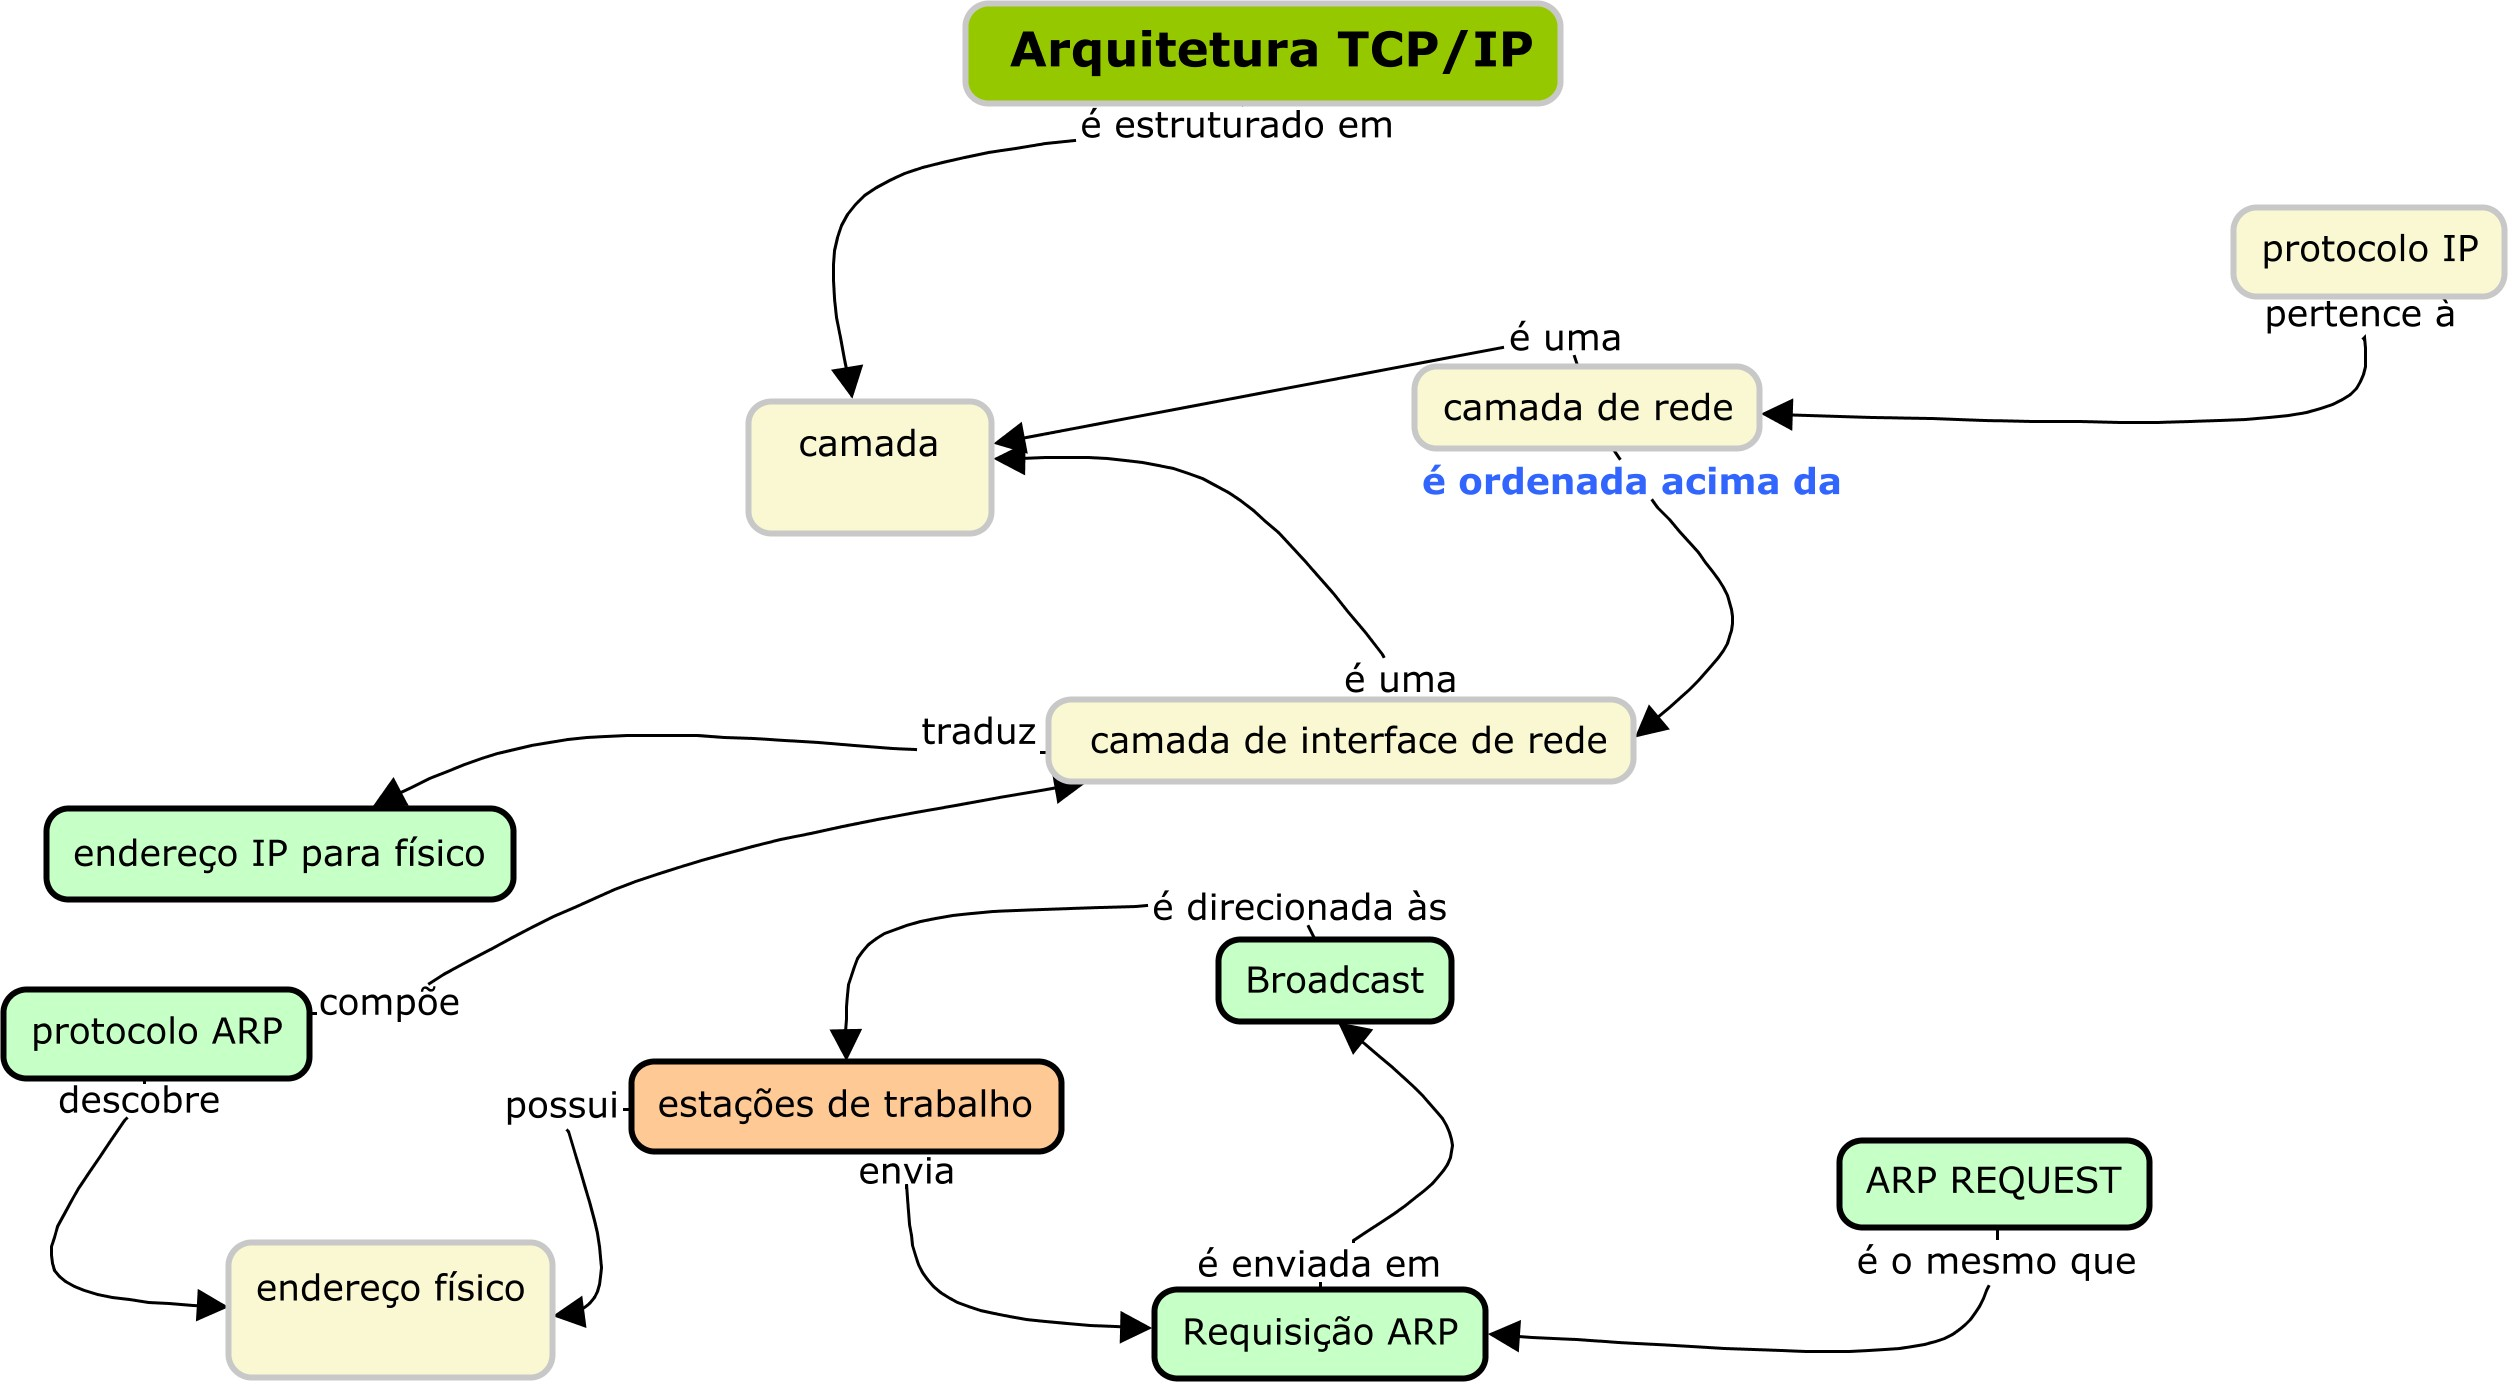 Arquitetura TCP/IP
é estruturado em
protocolo IP
pertence à
é uma
camada de rede
camada
é ordenada acima da
é uma
traduz
camada de interface de rede
endereço IP para físico
é direcionada às
Broadcast
compõe
protocolo ARP
descobre
possui
estações de trabalho
envia
ARP REQUEST
é o mesmo que
é enviada em
endereço físico
Requisição ARP